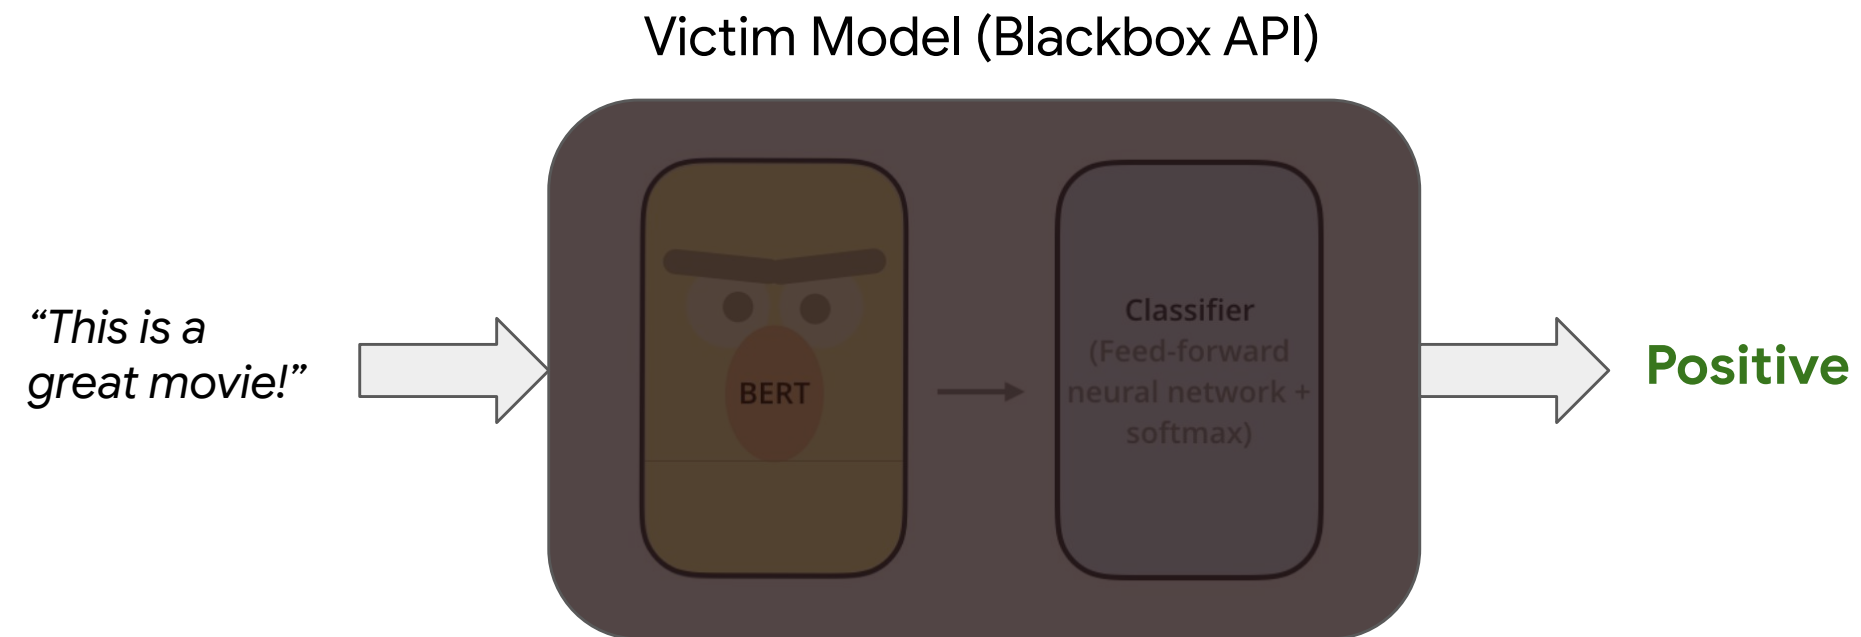 Victim Model (Blackbox API)
“This is a
great movie!”
BERT
Classifier
(Feed-forward
neural network +
softmax)
Positive